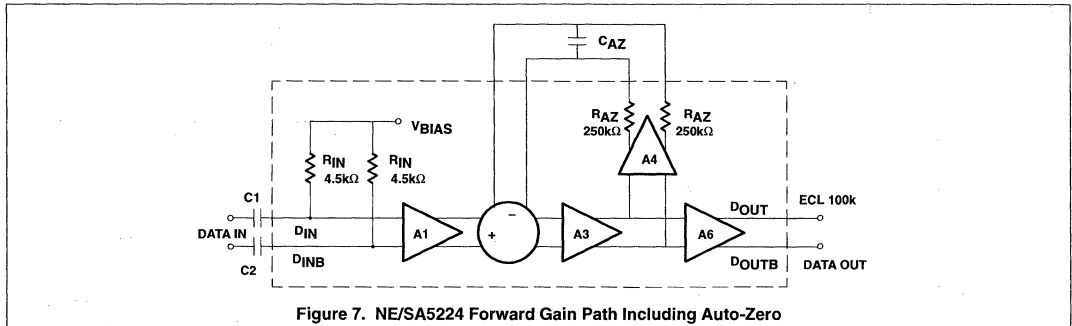 CAZ
RAZ
250kΩ
RAZ
250kΩ
VBIAS
A4
RIN
4.5kΩ
RIN
4.5kΩ
C1
DOUT
ECL 100k
DATA IN
DIN
A1
−
+
A3
A6
C2
DINB
DOUTB
DATA OUT
Figure 7. NE/SA5224 Forward Gain Path Including Auto-Zero